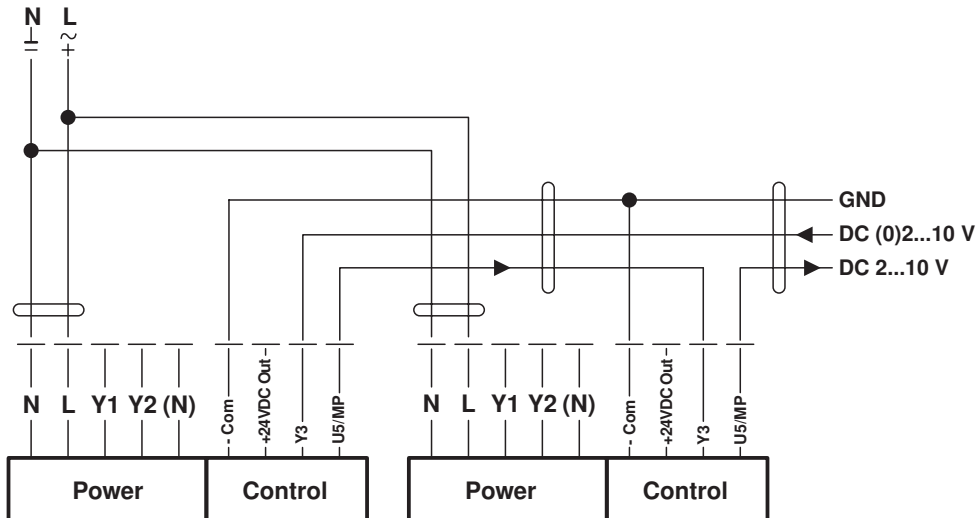 N L
⊥ ~
= +
GND
DC (0)2...10 V
DC 2...10 V
N L Y1 Y2 (N) - Com +24VDC Out Y3 U5/MP N L Y1 Y2 (N) - Com +24VDC Out Y3 U5/MP
Power Control Power Control